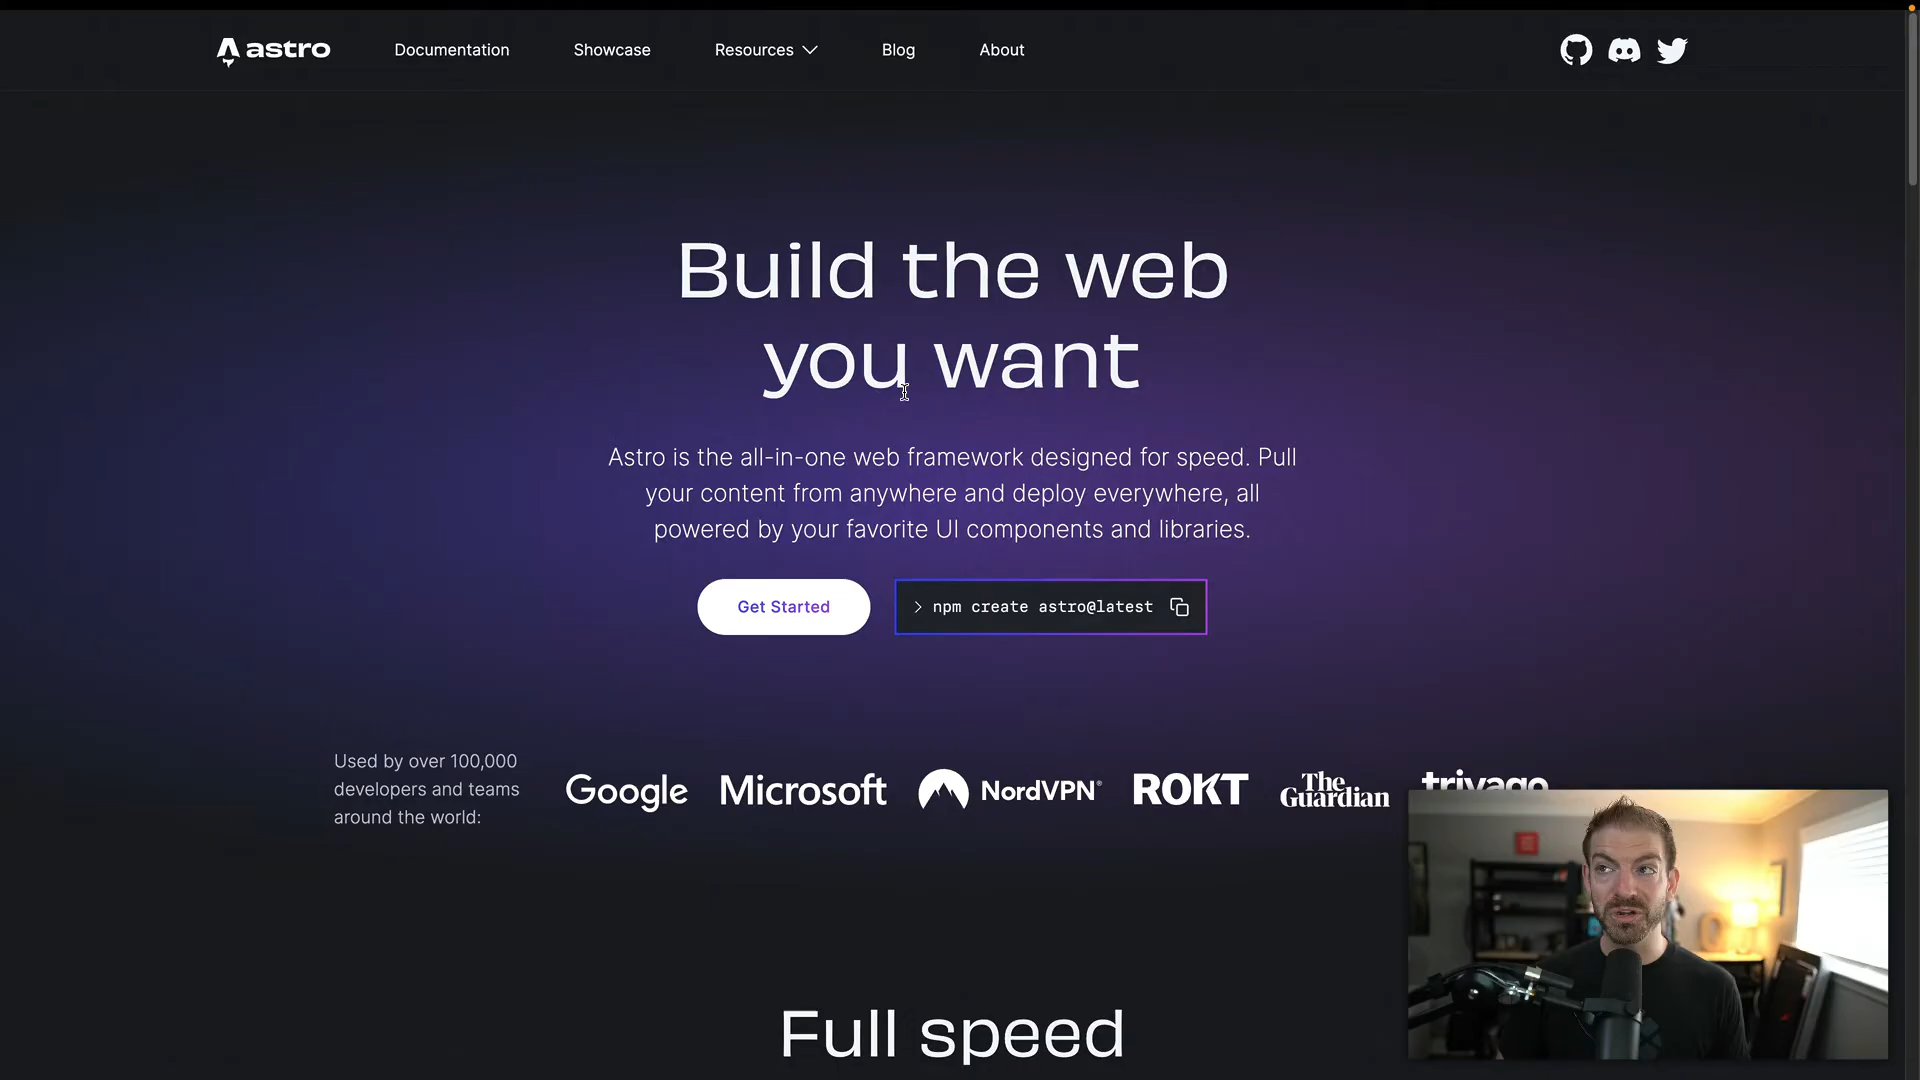 astro
Documentation
Showcase
Resources
Blog
About
Build the web
you want
Astro is the all-in-one web framework designed for speed. Pull
your content from anywhere and deploy everywhere, all
powered by your favorite UI components and libraries.
Get Started
> npm create astro@latest
Used by over 100,000
developers and teams
around the world:
Google
Microsoft
NordVPN®
ROKT
The
Guardian
trivago
Full speed